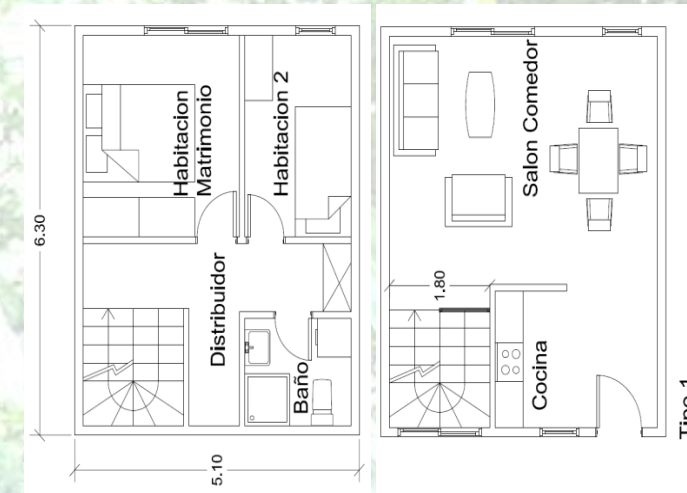 6.30
5.10
Habitacion
Matrimonio
Habitacion 2
Distribuidor
Baño
1.80
Salon Comedor
Cocina
Tipo 1